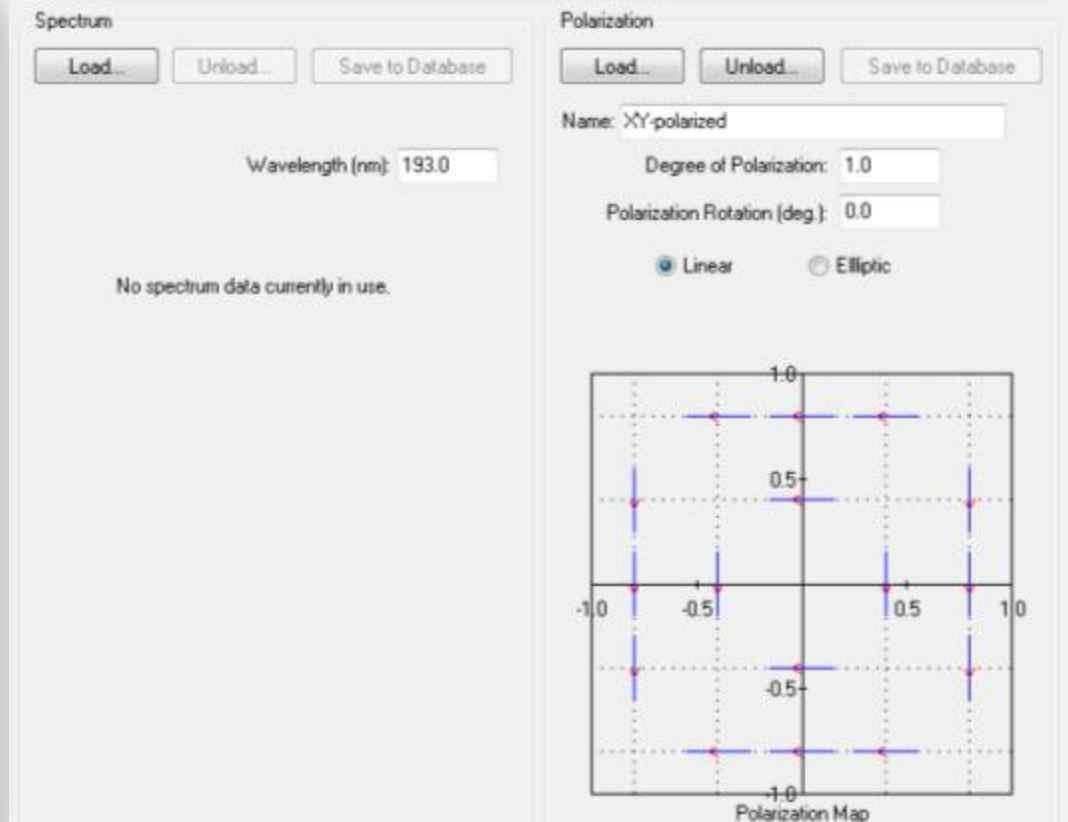 Spectrum
Load...
Unload...
Save to Database
Wavelength (nm): 193.0
No spectrum data currently in use.
Polarization
Load...
Unload...
Save to Database
Name: XY-polarized
Degree of Polarization: 1.0
Polarization Rotation (deg.): 0.0
Linear
Ellliptic
1.0
0.5
-1.0
-0.5
0.5
1.0
-0.5
-1.0
Polarization Map